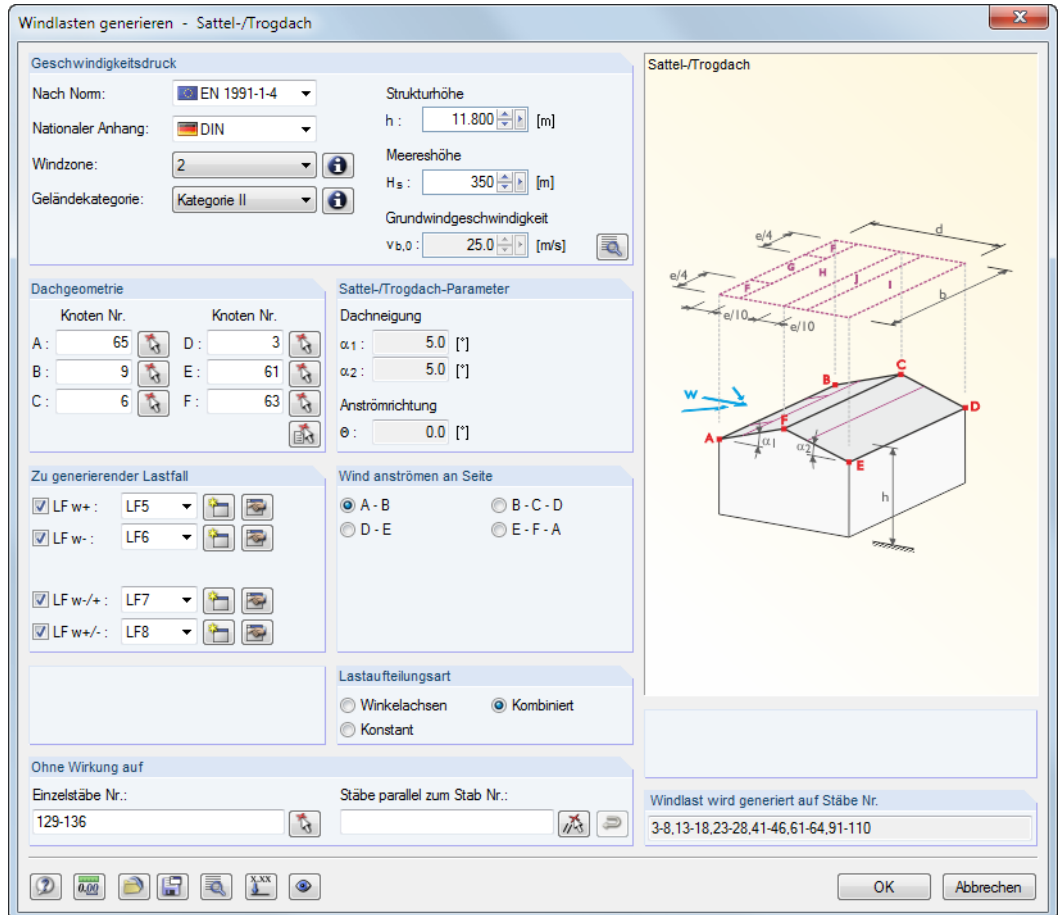 Windlasten generieren - Sattel-/Trogdach
x
Geschwindigkeitsdruck
Nach Norm: EN 1991-1-4
Nationaler Anhang: DIN
Windzone: 2
Geländekategorie: Kategorie II
Strukturhöhe
h : 11.800 [m]
Meereshöhe
Hs : 350 [m]
Grundwindgeschwindigkeit
vb,0 : 25.0 [m/s]
Dachgeometrie
Knoten Nr. Knoten Nr.
A : 65 D : 3
B : 9 E : 61
C : 6 F : 63
Sattel-/Trogdach-Parameter
Dachneigung
α1 : 5.0 [°]
α2 : 5.0 [°]
Anströmrichtung
Θ : 0.0 [°]
Zu generierender Lastfall
LF w+ : LF5
LF w- : LF6
LF w-/+ : LF7
LF w+/- : LF8
Wind anströmen an Seite
A - B B - C - D
D - E E - F - A
Lastaufteilungsart
Winkelachsen Kombiniert
Konstant
Ohne Wirkung auf
Einzelstäbe Nr.: Stäbe parallel zum Stab Nr.:
129-136
Sattel-/Trogdach
d
e/4
F
G
H
J
I
e/4
F
b
e/10
e/10
C
B
W
F
D
A
α1
α2
E
h
Windlast wird generiert auf Stäbe Nr.
3-8,13-18,23-28,41-46,61-64,91-110
0.00
X.XX
OK Abbrechen